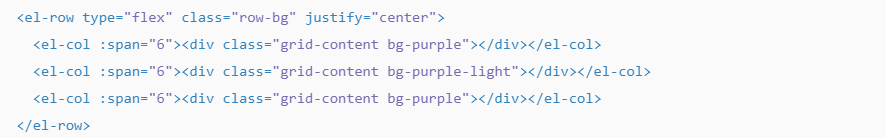 <el-row type="flex" class="row-bg" justify="center">
  <el-col :span="6"><div class="grid-content bg-purple"></div></el-col>
  <el-col :span="6"><div class="grid-content bg-purple-light"></div></el-col>
  <el-col :span="6"><div class="grid-content bg-purple"></div></el-col>
</el-row>